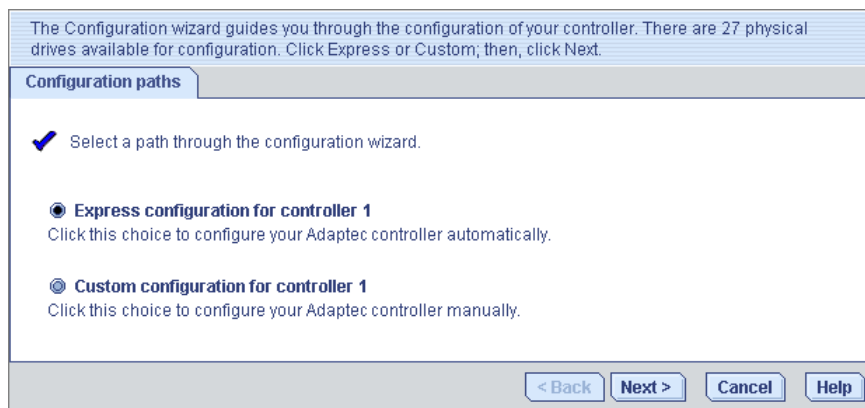 The Configuration wizard guides you through the configuration of your controller. There are 27 physical
drives available for configuration. Click Express or Custom; then, click Next.
Configuration paths
Select a path through the configuration wizard.
Express configuration for controller 1
Click this choice to configure your Adaptec controller automatically.
Custom configuration for controller 1
Click this choice to configure your Adaptec controller manually.
< Back Next > Cancel Help